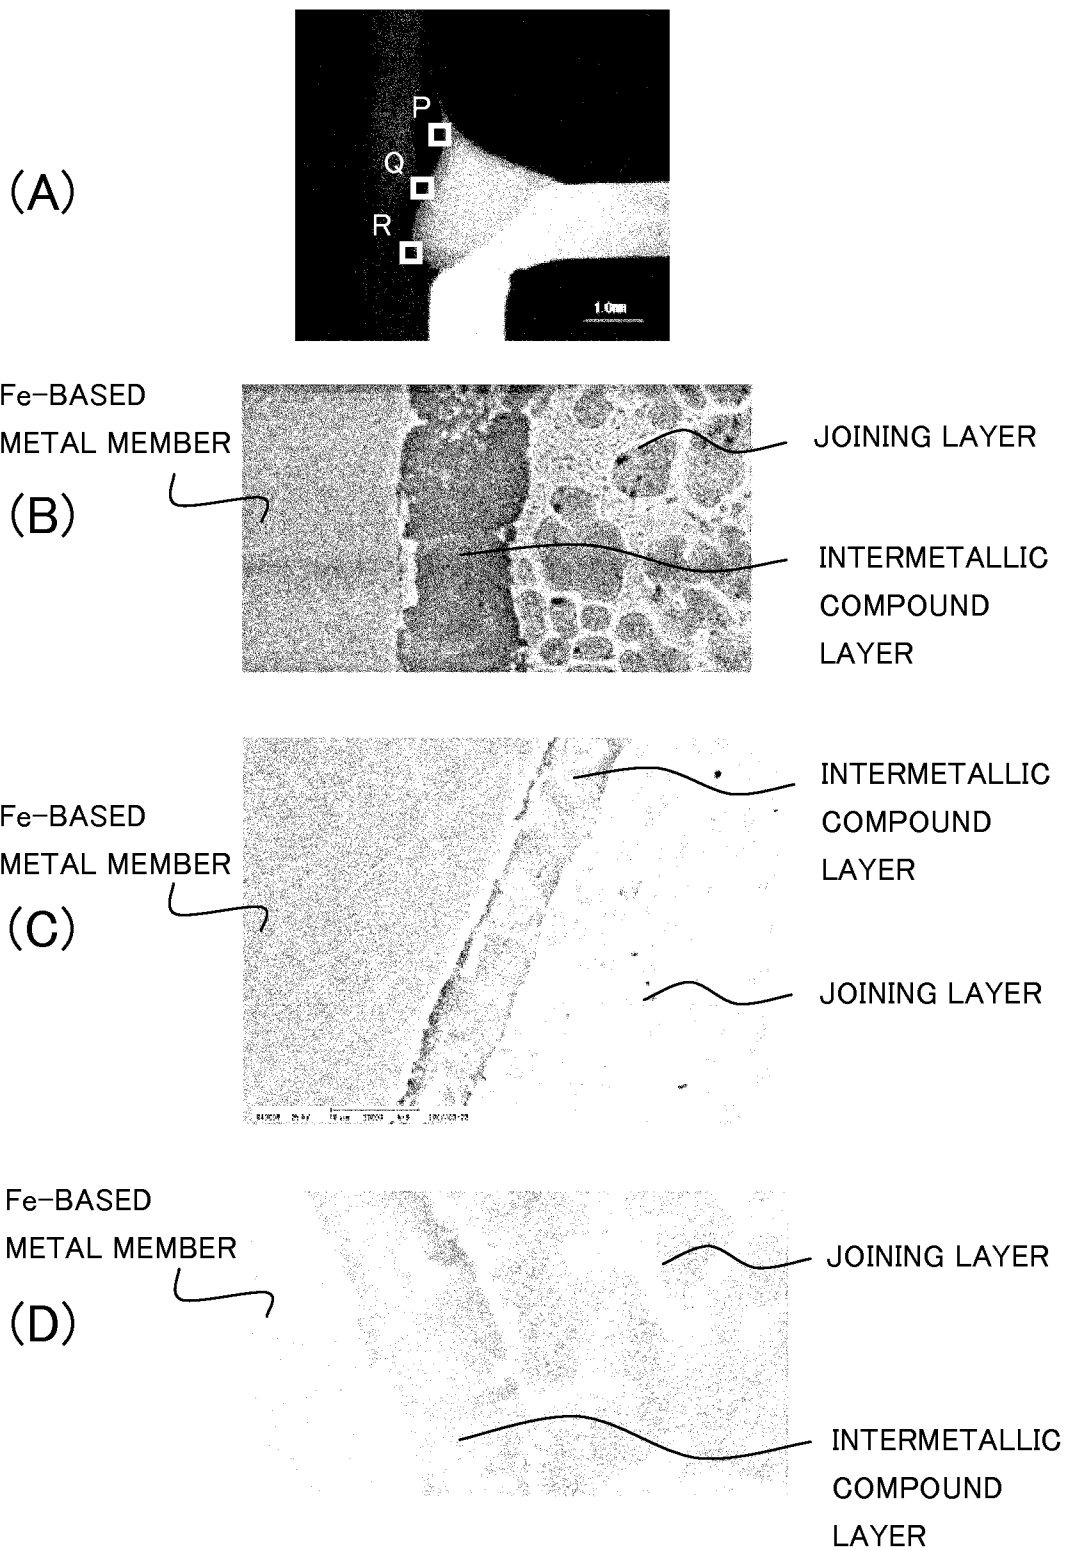 (A)
P
Q
R
1.0mm
Fe-BASED
METAL MEMBER
(B)
JOINING LAYER
INTERMETALLIC
COMPOUND
LAYER
Fe-BASED
METAL MEMBER
(C)
INTERMETALLIC
COMPOUND
LAYER
JOINING LAYER
Fe-BASED
METAL MEMBER
(D)
JOINING LAYER
INTERMETALLIC
COMPOUND
LAYER